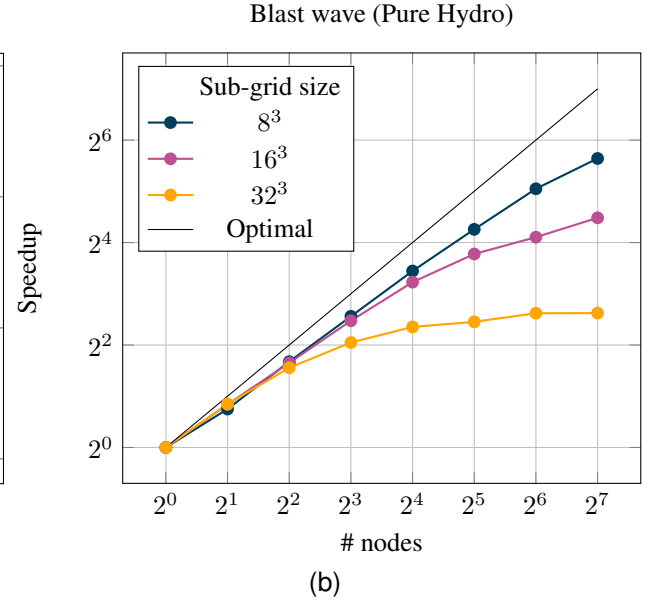 Blast wave (Pure Hydro)
Sub-grid size
8³
16³
32³
Optimal
Speedup
2⁶
2⁴
2²
2⁰
2⁰ 2¹ 2² 2³ 2⁴ 2⁵ 2⁶ 2⁷
# nodes
(b)